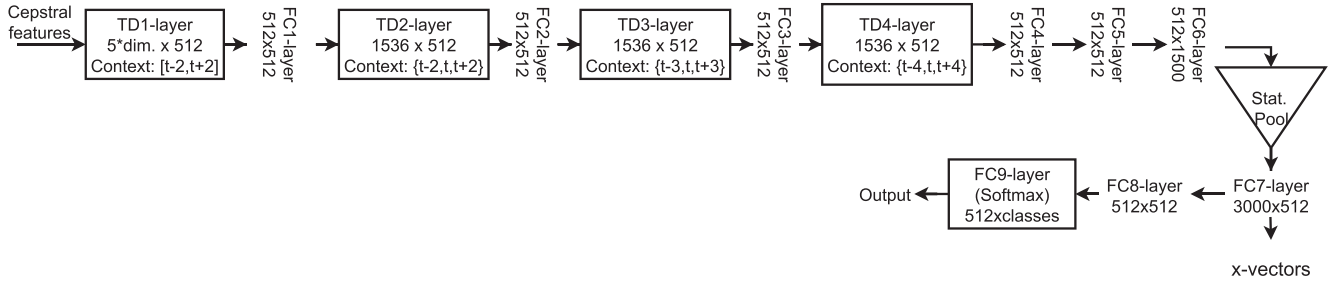 Cepstral
features
TD1-layer
5*dim. x 512
Context: [t-2,t+2]
FC1-layer
512x512
TD2-layer
1536 x 512
Context: {t-2,t,t+2}
FC2-layer
512x512
TD3-layer
1536 x 512
Context: {t-3,t,t+3}
FC3-layer
512x512
TD4-layer
1536 x 512
Context: {t-4,t,t+4}
FC4-layer
512x512
FC5-layer
512x512
FC6-layer
512x1500
Stat.
Pool
FC7-layer
3000x512
x-vectors
FC8-layer
512x512
FC9-layer
(Softmax)
512xclasses
Output